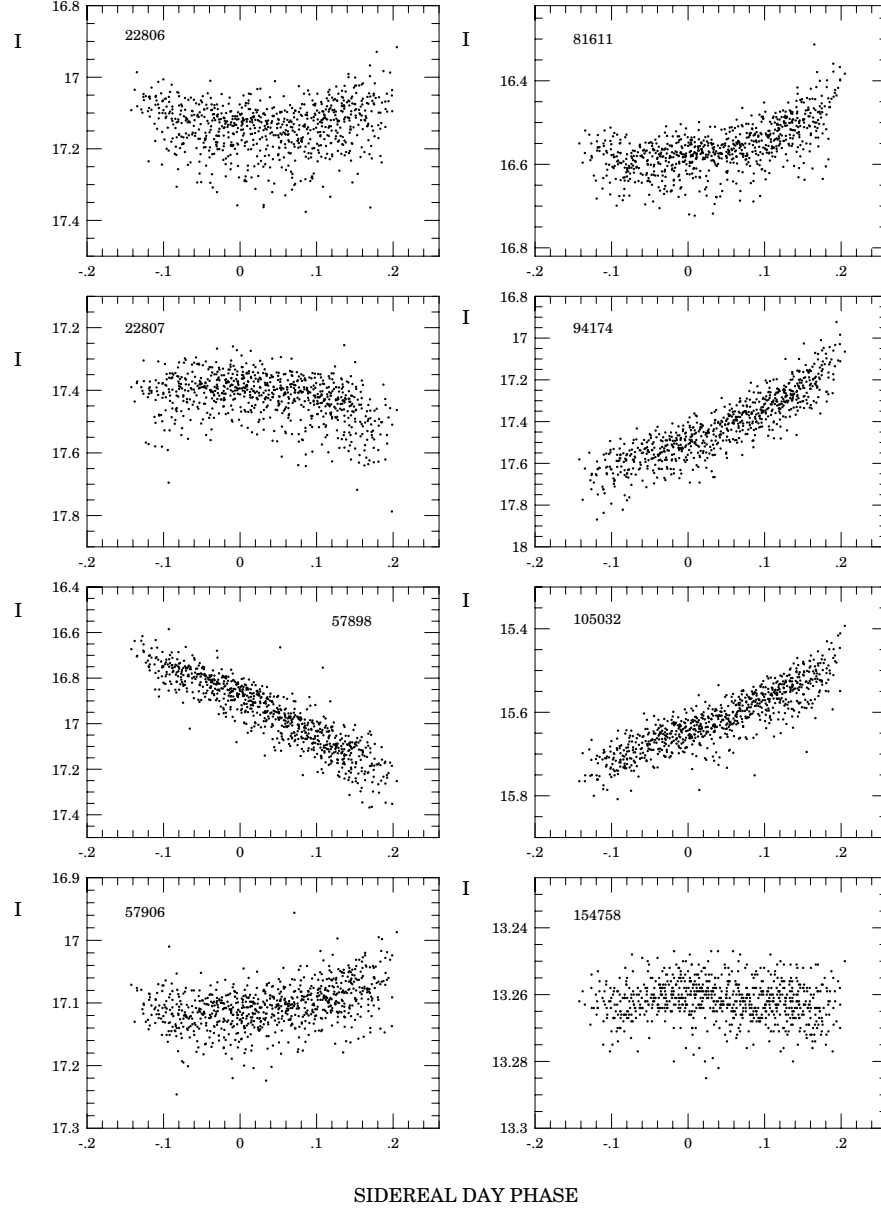 16.8
I
22806
17
17.2
17.4
-.2 -.1 0 .1 .2
I
81611
16.4
16.6
16.8
-.2 -.1 0 .1 .2
17.2
22807
I
17.4
17.6
17.8
-.2 -.1 0 .1 .2
16.8
I
94174
17
17.2
17.4
17.6
17.8
18
-.2 -.1 0 .1 .2
16.4
I
57898
16.6
16.8
17
17.2
17.4
-.2 -.1 0 .1 .2
I
105032
15.4
15.6
15.8
-.2 -.1 0 .1 .2
16.9
I
57906
17
17.1
17.2
17.3
-.2 -.1 0 .1 .2
I
154758
13.24
13.26
13.28
13.3
-.2 -.1 0 .1 .2
SIDEREAL DAY PHASE